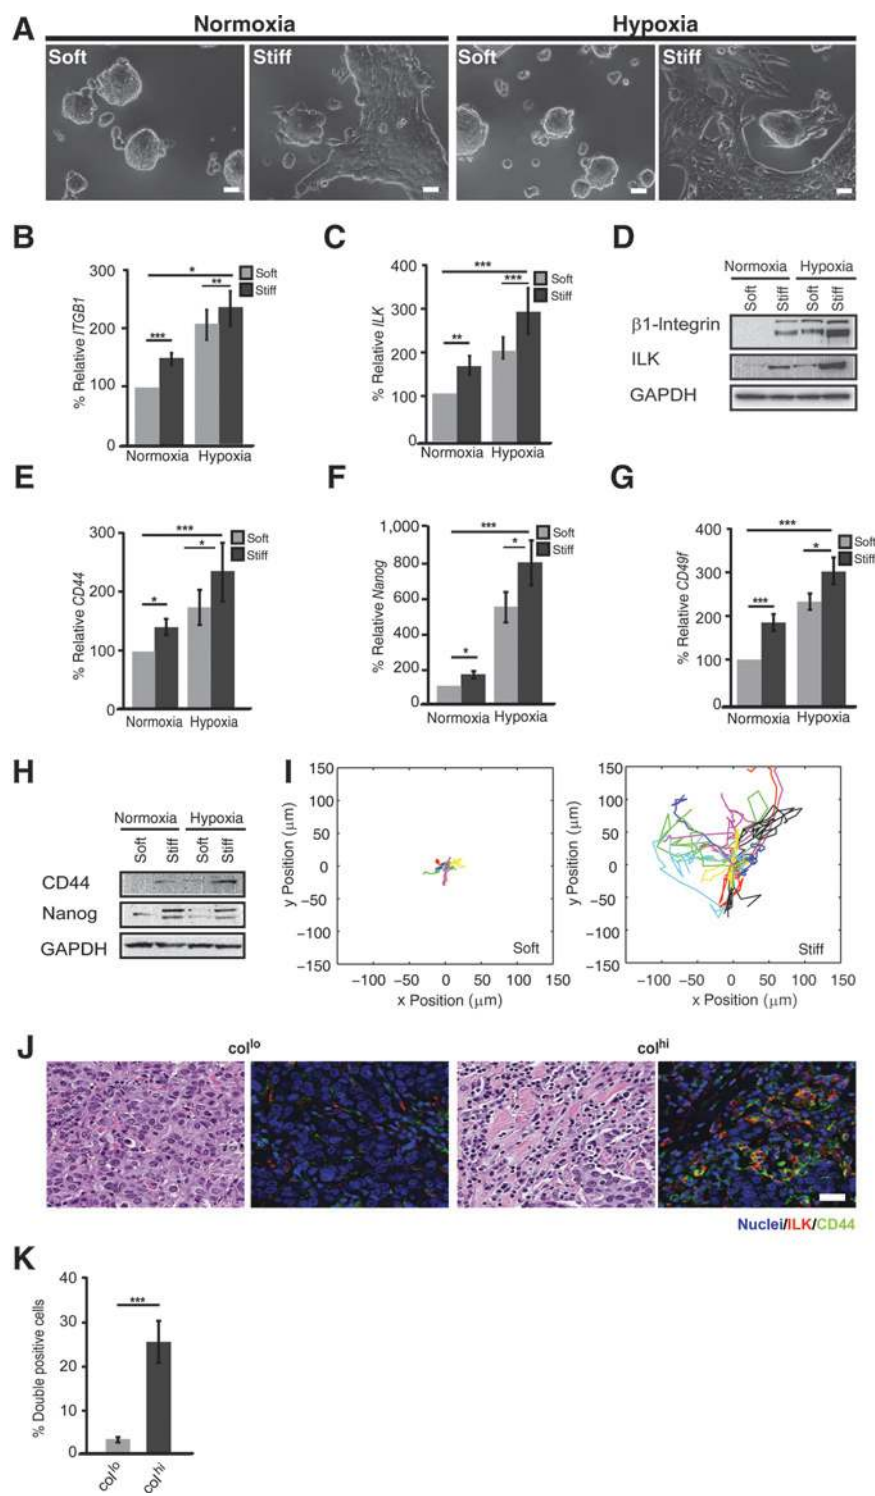 A
Normoxia
Hypoxia
Soft
Stiff
Soft
Stiff
B
% Relative ITGB1
300
200
100
0
*
***
**
Soft
Stiff
Normoxia
Hypoxia
C
% Relative ILK
400
300
200
100
0
***
**
***
Soft
Stiff
Normoxia
Hypoxia
D
Normoxia
Hypoxia
Soft
Stiff
Soft
Stiff
β1-Integrin
ILK
GAPDH
E
% Relative CD44
300
200
100
0
***
*
*
Soft
Stiff
Normoxia
Hypoxia
F
% Relative Nanog
1,000
800
600
400
200
0
***
*
*
Soft
Stiff
Normoxia
Hypoxia
G
% Relative CD49f
400
300
200
100
0
***
***
*
Soft
Stiff
Normoxia
Hypoxia
H
Normoxia
Hypoxia
Soft
Stiff
Soft
Stiff
CD44
Nanog
GAPDH
I
y Position (μm)
150
100
50
0
−50
−100
−150
Soft
−100
−50
0
50
100
150
x Position (μm)
y Position (μm)
150
100
50
0
−50
−100
−150
Stiff
−150
−100
−50
0
50
100
150
x Position (μm)
J
col^lo
col^hi
Nuclei/ILK/CD44
K
% Double positive cells
40
30
20
10
0
***
col^lo
col^hi